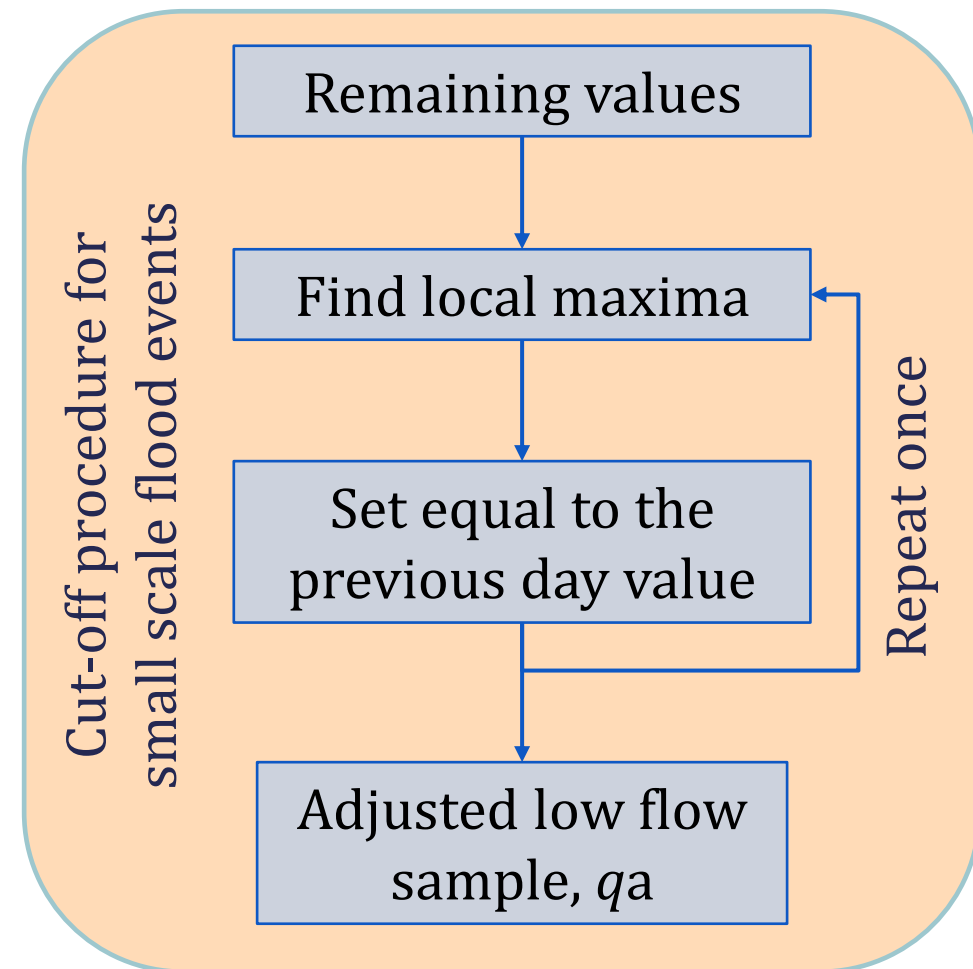 Remaining values
Find local maxima
Set equal to the
previous day value
Adjusted low flow
sample, qa
Cut-off procedure for
small scale flood events
Repeat once